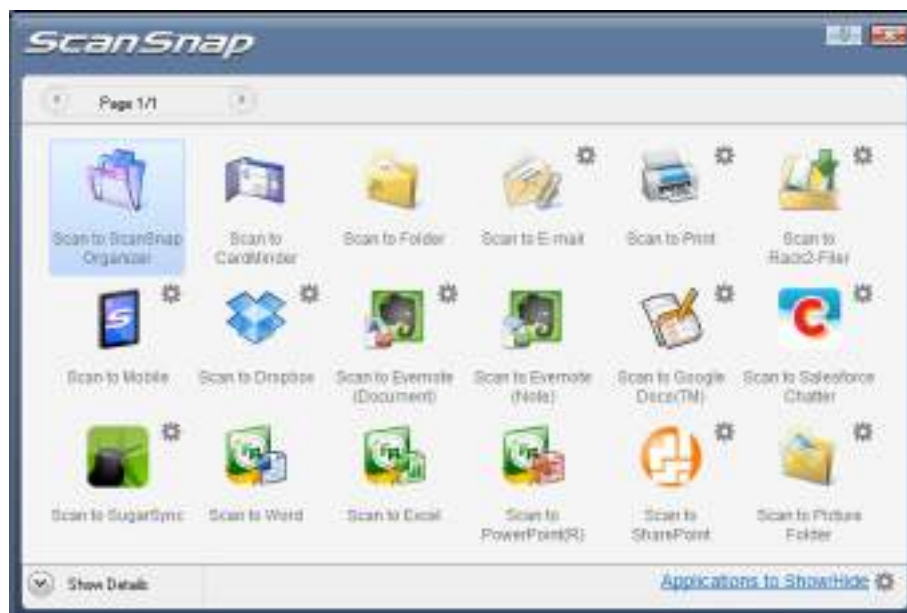 ScanSnap
Page 1/1
Scan to ScanSnap
Organizer
Scan to
CardMinder
Scan to Folder
Scan to E-mail
Scan to Print
Scan to
Rack2-Filer
Scan to Mobile
Scan to Dropbox
Scan to Evernote
(Document)
Scan to Evernote
(Note)
Scan to Google
Docs(TM)
Scan to Salesforce
Chatter
Scan to SugarSync
Scan to Word
Scan to Excel
Scan to
PowerPoint(R)
Scan to
SharePoint
Scan to Picture
Folder
Show Details
Applications to Show/Hide